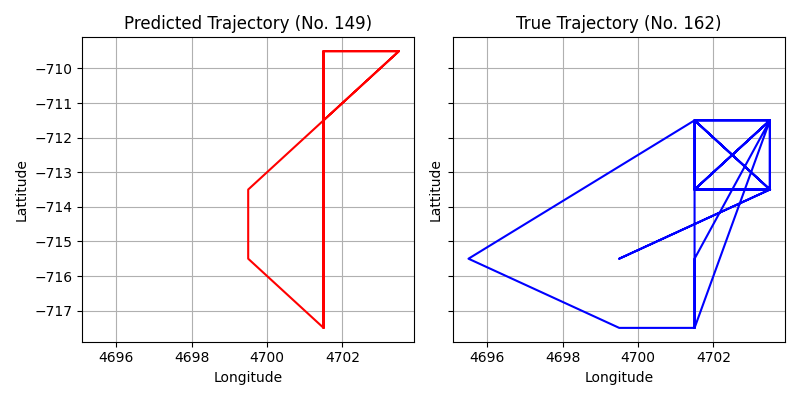 Predicted Trajectory (No. 149)
True Trajectory (No. 162)
Lattitude
−710
−711
−712
−713
−714
−715
−716
−717
4696
4698
4700
4702
Longitude
Lattitude
4696
4698
4700
4702
Longitude